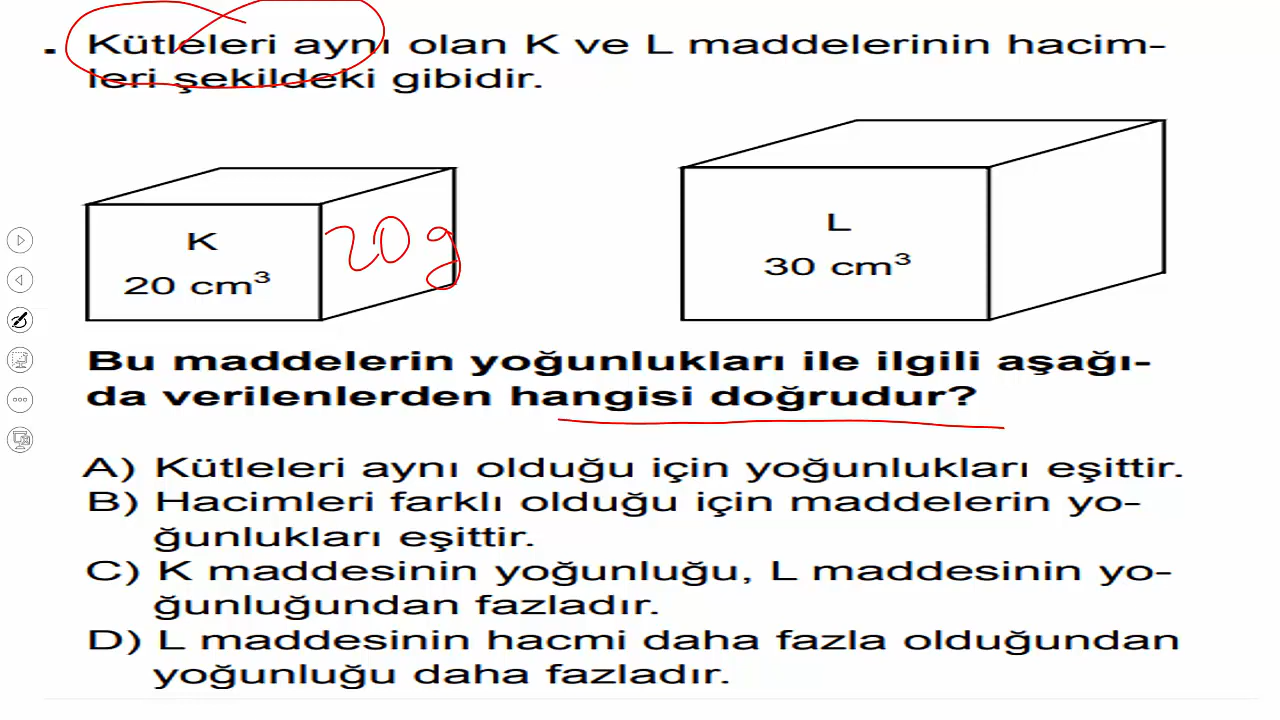 . Kütleleri aynı olan K ve L maddelerinin hacim-
leri şekildeki gibidir.
K
20 cm³
20 g
L
30 cm³
Bu maddelerin yoğunlukları ile ilgili aşağı-
da verilenlerden hangisi doğrudur?
A) Kütleleri aynı olduğu için yoğunlukları eşittir.
B) Hacimleri farklı olduğu için maddelerin yo-
ğunlukları eşittir.
C) K maddesinin yoğunluğu, L maddesinin yo-
ğunluğundan fazladır.
D) L maddesinin hacmi daha fazla olduğundan
yoğunluğu daha fazladır.